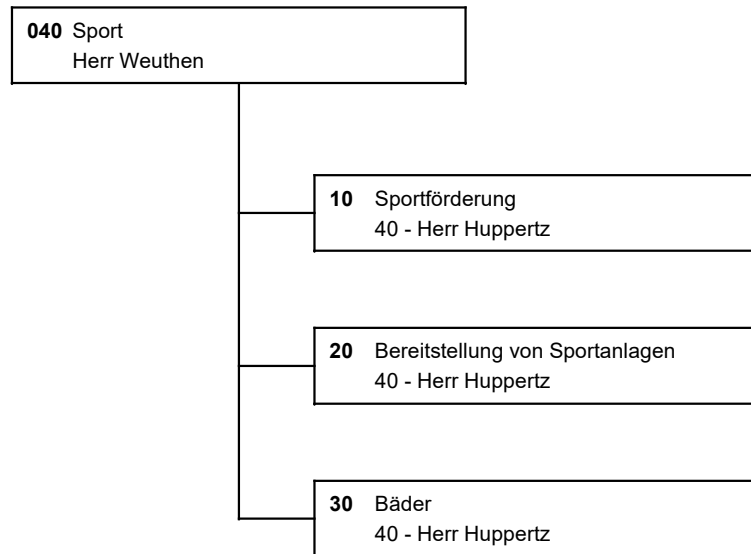 040 Sport
Herr Weuthen
10 Sportförderung
40 - Herr Huppertz
20 Bereitstellung von Sportanlagen
40 - Herr Huppertz
30 Bäder
40 - Herr Huppertz